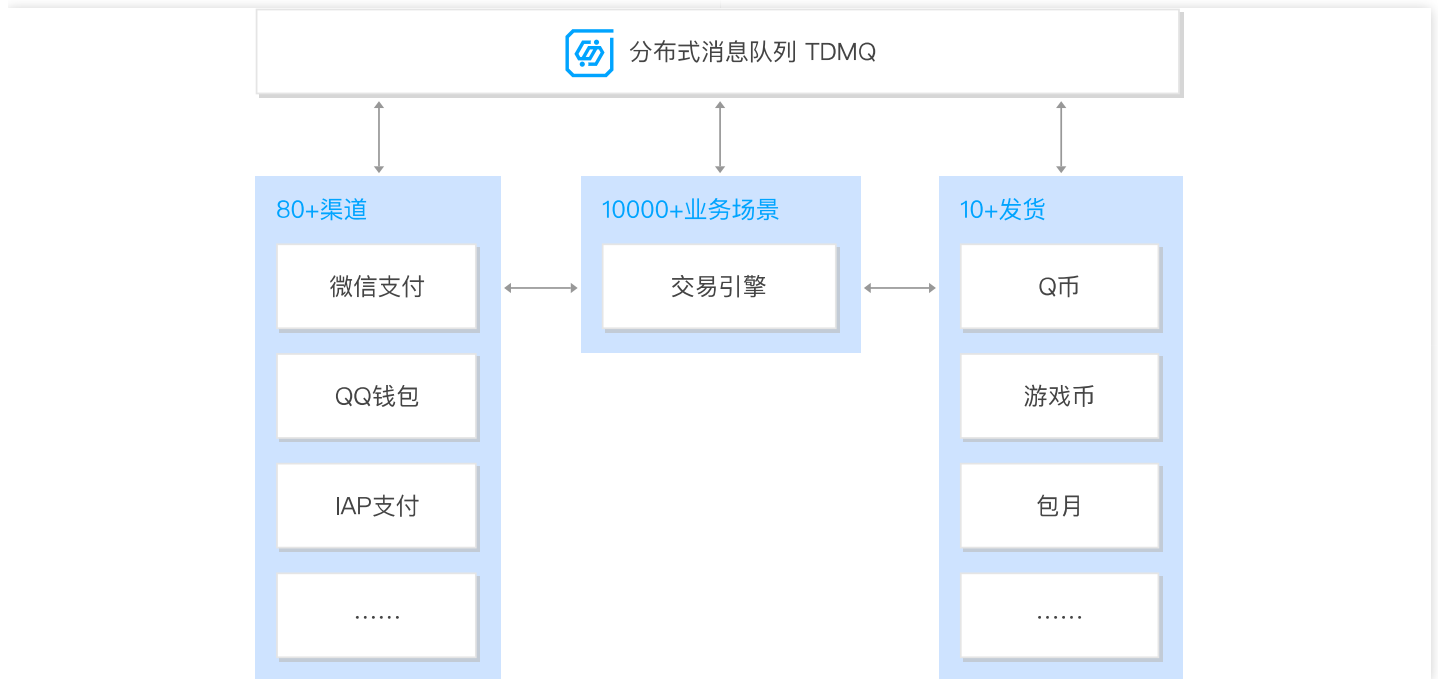 分布式消息队列 TDMQ
80+渠道
微信支付
QQ钱包
IAP支付
……
10000+业务场景
交易引擎
10+发货
Q币
游戏币
包月
……